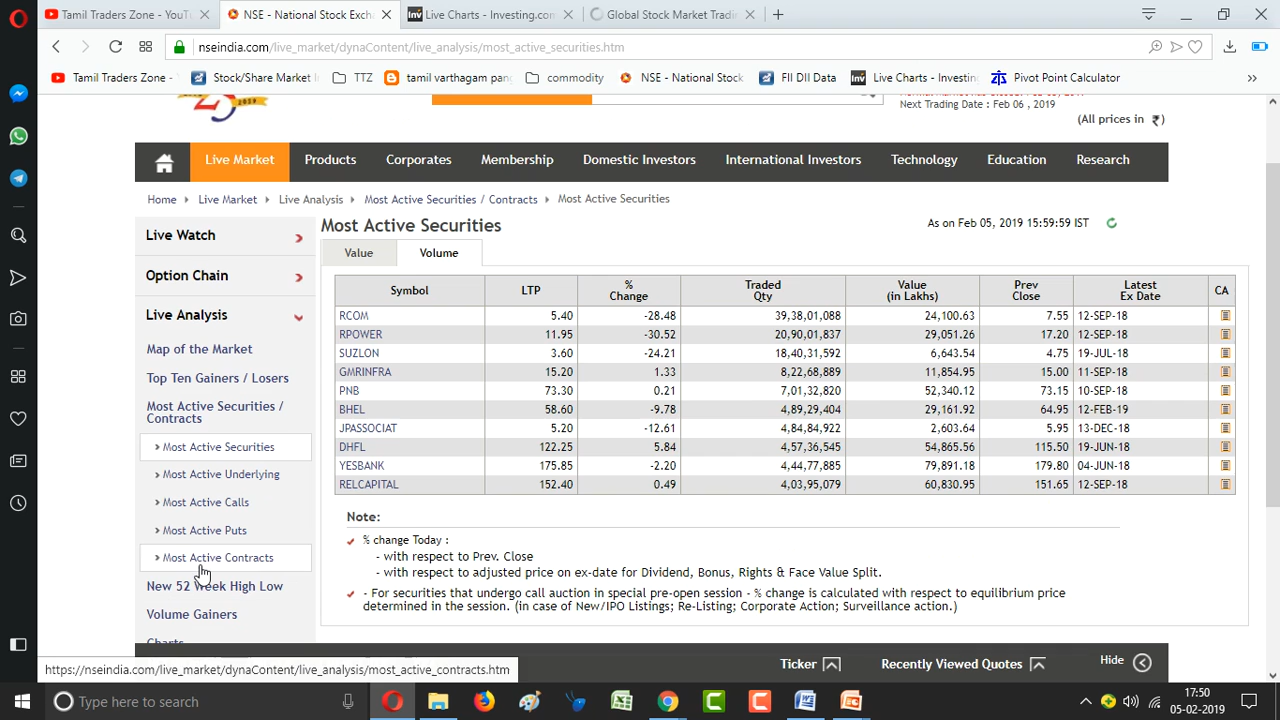 Tamil Traders Zone - YouT
NSE - National Stock Exch
Live Charts - Investing.com
Global Stock Market Tradi
nseindia.com/live_market/dynaContent/live_analysis/most_active_securities.htm
Tamil Traders Zone -
Stock/Share Market
TTZ
tamil varthagam pan
commodity
NSE - National Stock
FII DII Data
Live Charts - Investin
Pivot Point Calculator
Next Trading Date : Feb 06 , 2019
(All prices in ₹)
Live Market
Products
Corporates
Membership
Domestic Investors
International Investors
Technology
Education
Research
Home
Live Market
Live Analysis
Most Active Securities / Contracts
Most Active Securities
Live Watch
Option Chain
Live Analysis
Map of the Market
Top Ten Gainers / Losers
Most Active Securities /
Contracts
Most Active Securities
Most Active Underlying
Most Active Calls
Most Active Puts
Most Active Contracts
New 52 Week High Low
Volume Gainers
Charts
Most Active Securities
As on Feb 05, 2019 15:59:59 IST
Value
Volume
Symbol LTP % Change Traded Qty Value (in Lakhs) Prev Close Latest Ex Date CA
RCOM 5.40 -28.48 39,38,01,088 24,100.63 7.55 12-SEP-18
RPOWER 11.95 -30.52 20,90,01,837 29,051.26 17.20 12-SEP-18
SUZLON 3.60 -24.21 18,40,31,592 6,643.54 4.75 19-JUL-18
GMRINFRA 15.20 1.33 8,22,68,889 11,854.95 15.00 11-SEP-18
PNB 73.30 0.21 7,01,32,820 52,340.12 73.15 10-SEP-18
BHEL 58.60 -9.78 4,89,29,404 29,161.92 64.95 12-FEB-19
JPASSOCIAT 5.20 -12.61 4,84,84,922 2,603.64 5.95 13-DEC-18
DHFL 122.25 5.84 4,57,36,545 54,865.56 115.50 19-JUN-18
YESBANK 175.85 -2.20 4,44,77,885 79,891.18 179.80 04-JUN-18
RELCAPITAL 152.40 0.49 4,03,95,079 60,830.95 151.65 12-SEP-18
Note:
% change Today :
- with respect to Prev. Close
- with respect to adjusted price on ex-date for Dividend, Bonus, Rights & Face Value Split.
- For securities that undergo call auction in special pre-open session - % change is calculated with respect to equilibrium price
determined in the session. (in case of New/IPO Listings; Re-Listing; Corporate Action; Surveillance action.)
https://nseindia.com/live_market/dynaContent/live_analysis/most_active_contracts.htm
Ticker
Recently Viewed Quotes
Hide
Type here to search
17:50
05-02-2019